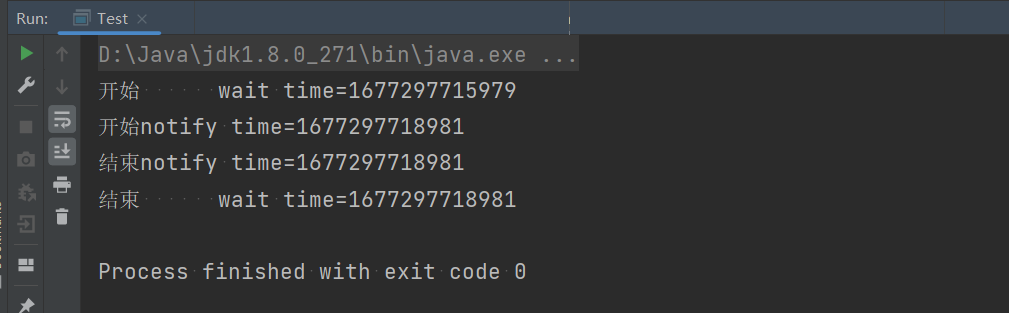 Run: Test
D:\Java\jdk1.8.0_271\bin\java.exe ...
开始      wait time=1677297715979
开始notify time=1677297718981
结束notify time=1677297718981
结束      wait time=1677297718981
Process finished with exit code 0